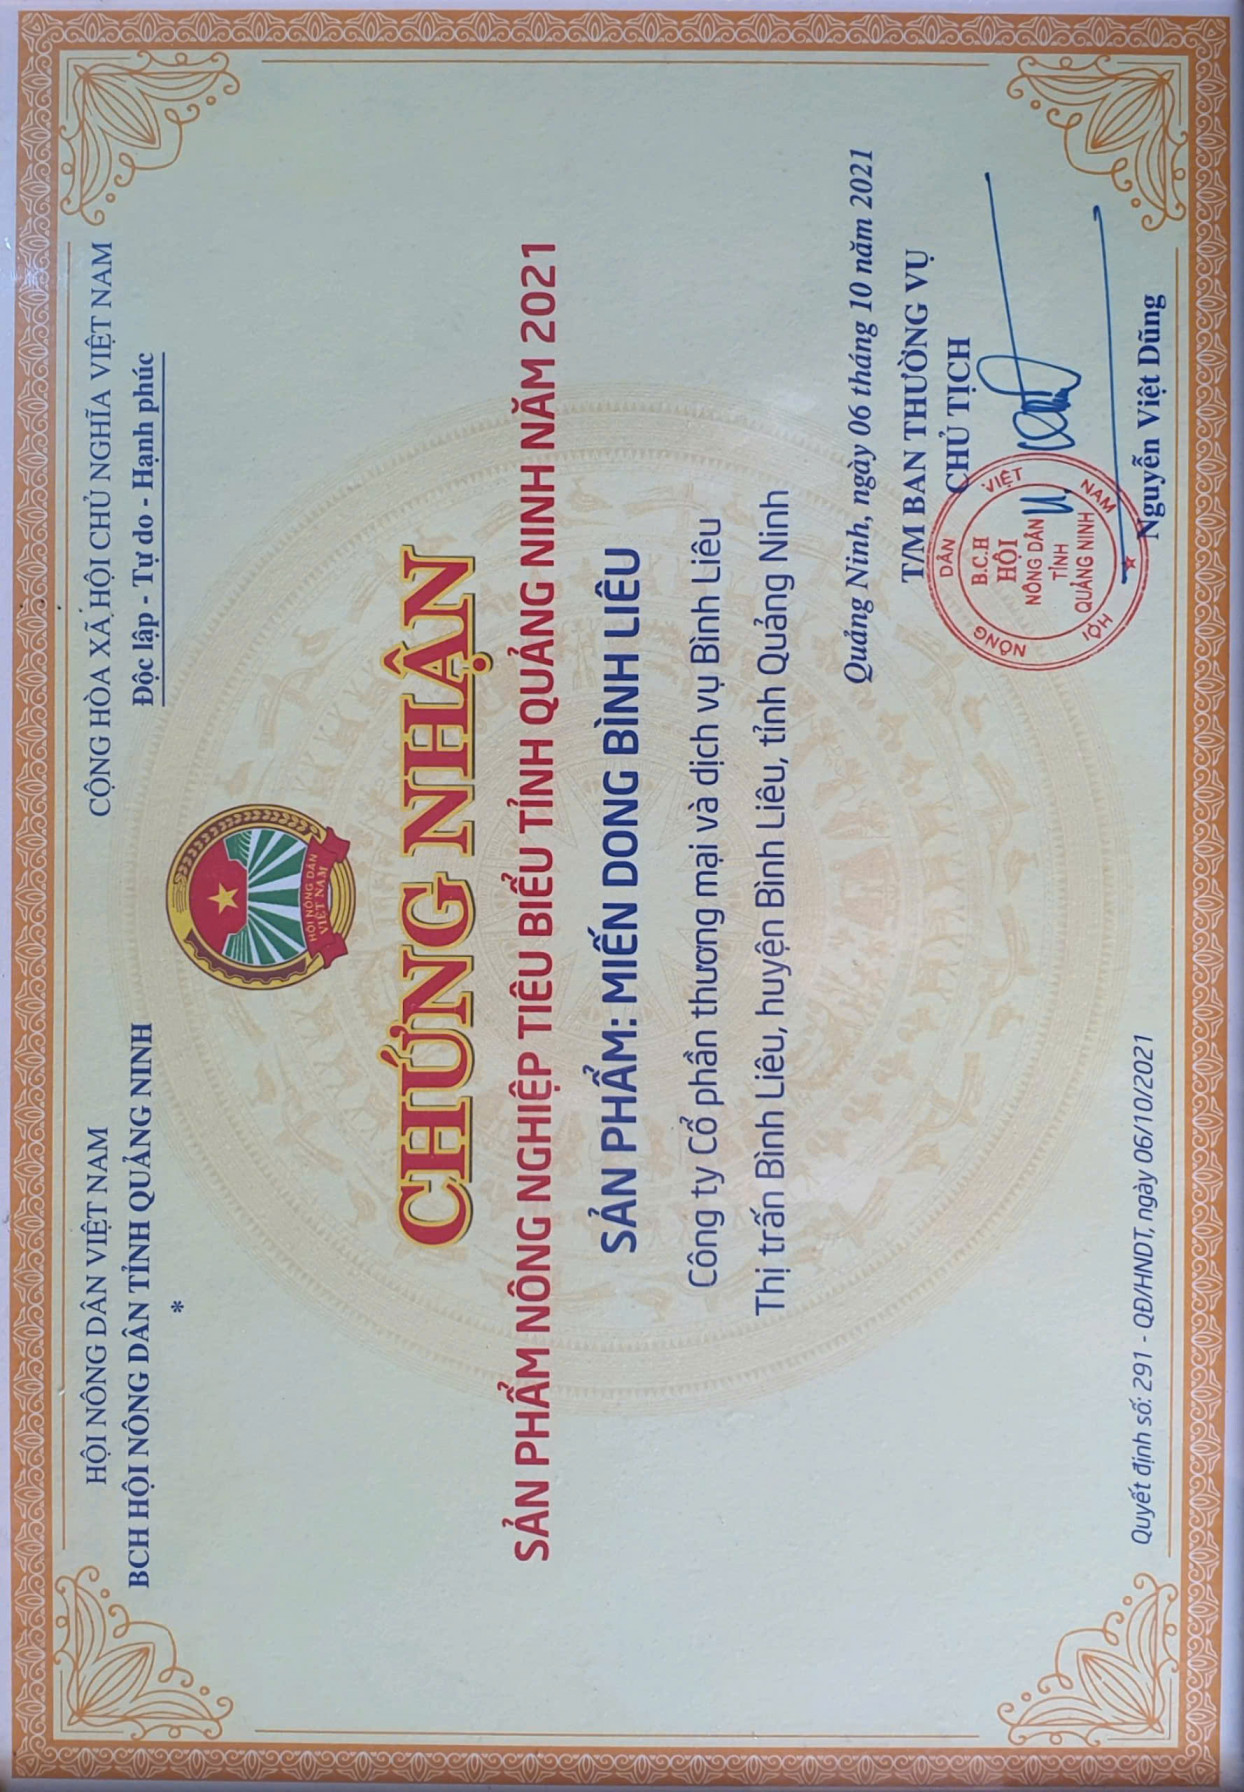 HỘI NÔNG DÂN VIỆT NAM
BCH HỘI NÔNG DÂN TỈNH QUẢNG NINH
*
CỘNG HÒA XÃ HỘI CHỦ NGHĨA VIỆT NAM
Độc lập - Tự do - Hạnh phúc
HỘI NÔNG DÂN
VIỆT NAM
CHỨNG NHẬN
SẢN PHẨM NÔNG NGHIỆP TIÊU BIỂU TỈNH QUẢNG NINH NĂM 2021
SẢN PHẨM: MIẾN DONG BÌNH LIÊU
Công ty Cổ phần thương mại và dịch vụ Bình Liêu
Thị trấn Bình Liêu, huyện Bình Liêu, tỉnh Quảng Ninh
Quảng Ninh, ngày 06 tháng 10 năm 2021
T/M BAN THƯỜNG VỤ
CHỦ TỊCH
HỘI NÔNG DÂN VIỆT NAM
B.C.H
HỘI
NÔNG DÂN
TỈNH
QUẢNG NINH
Nguyễn Việt Dũng
Quyết định số: 291 - QĐ/HNDT, ngày 06/10/2021